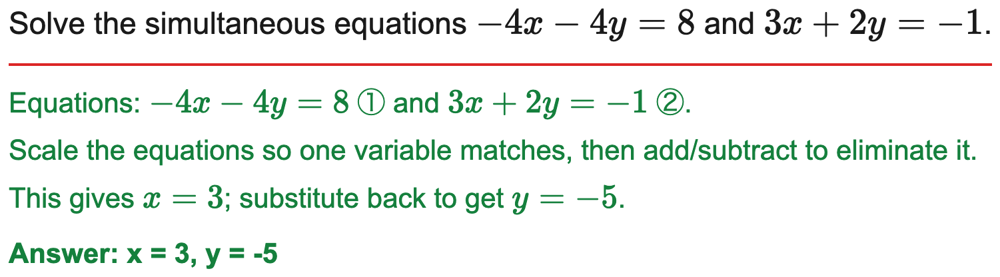 Solve the simultaneous equations −4x − 4y = 8 and 3x + 2y = −1.
Equations: −4x − 4y = 8 ① and 3x + 2y = −1 ②.
Scale the equations so one variable matches, then add/subtract to eliminate it.
This gives x = 3; substitute back to get y = −5.
Answer: x = 3, y = -5